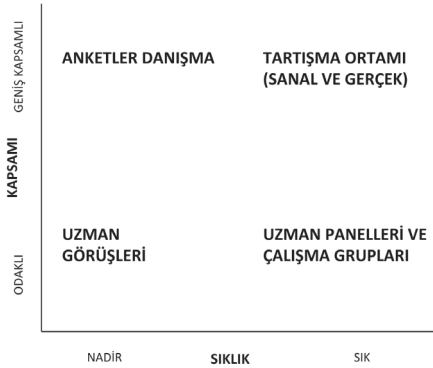 GENİŞ KAPSAMLI
KAPSAMI
ODAKLI
ANKETLER DANIŞMA
TARTIŞMA ORTAMI
(SANAL VE GERÇEK)
UZMAN
GÖRÜŞLERİ
UZMAN PANELLERİ VE
ÇALIŞMA GRUPLARI
NADİR
SIKLIK
SIK